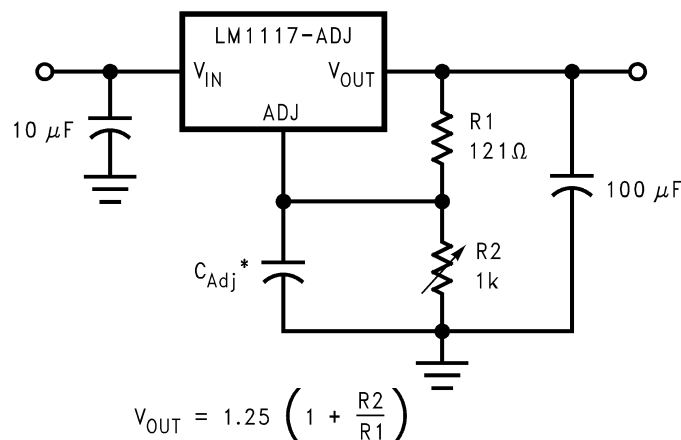 LM1117-ADJ
V_IN
V_OUT
ADJ
10 μF
R1
121Ω
100 μF
C_Adj*
R2
1k
V_OUT = 1.25 (1 + R2/R1)